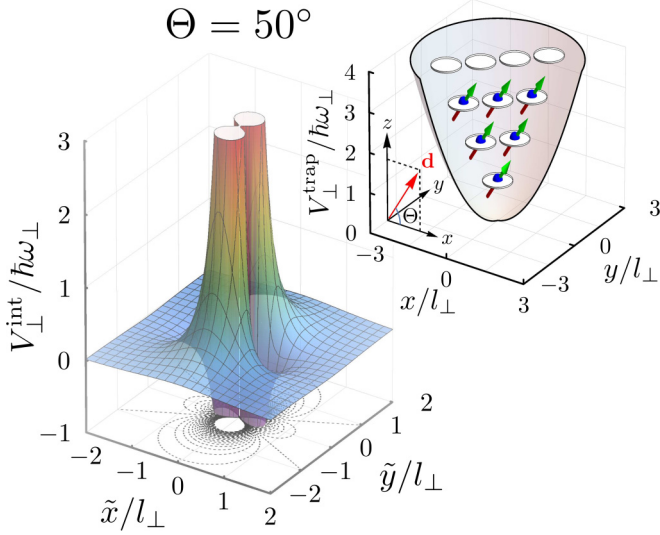 Θ = 50°
V⊥^int/ħω⊥
3
2
1
0
−1
−2
−1
0
1
2
x̃/l⊥
−2
−1
0
1
2
ỹ/l⊥
V⊥^trap/ħω⊥
4
3
2
1
0
z
d
y
Θ
x
−3
0
3
x/l⊥
−3
0
3
y/l⊥